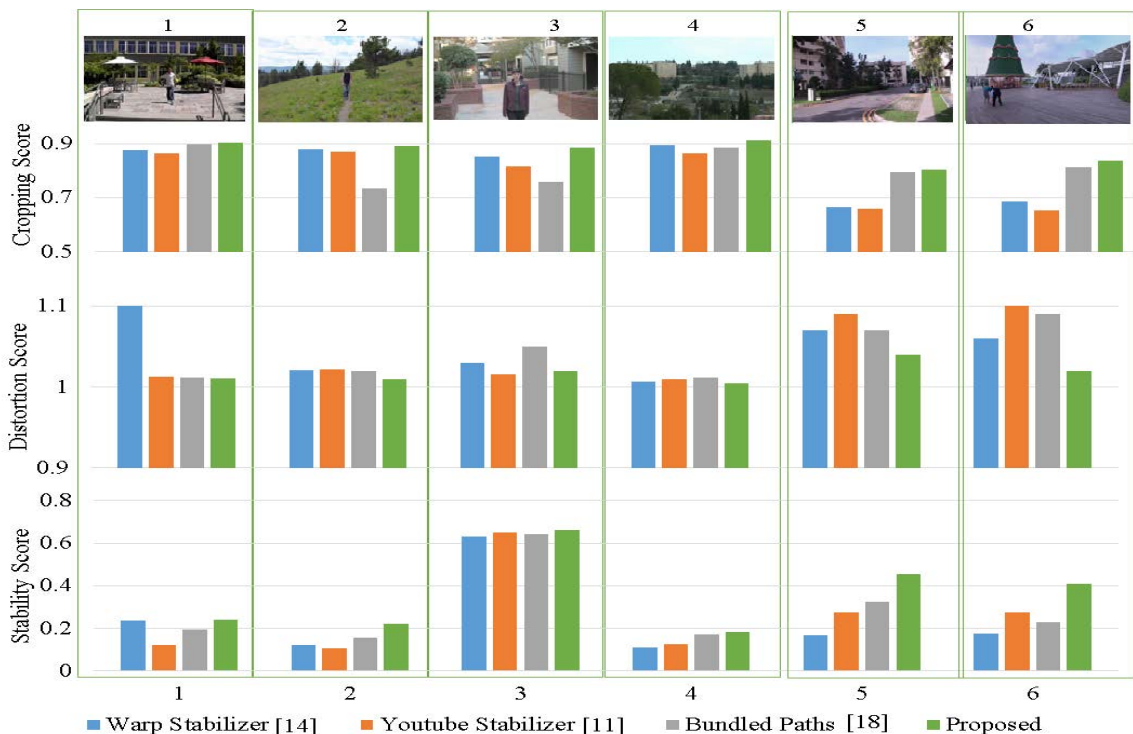 1 2 3 4 5 6
Cropping Score
0.9
0.7
0.5
Distortion Score
1.1
1
0.9
Stability Score
0.8
0.6
0.4
0.2
0
1 2 3 4 5 6
Warp Stabilizer [14] Youtube Stabilizer [11] Bundled Paths [18] Proposed